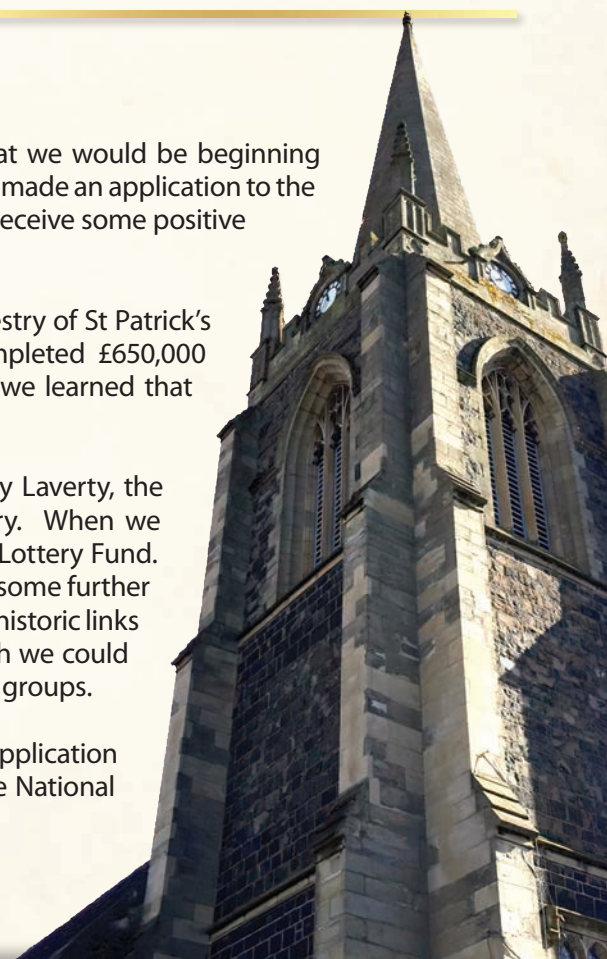 at we would be beginning
made an application to the
eceive some positive
estry of St Patrick's
mpleted £650,000
we learned that
y Laverty, the
ry. When we
Lottery Fund.
some further
historic links
h we could
groups.
pplication
e National